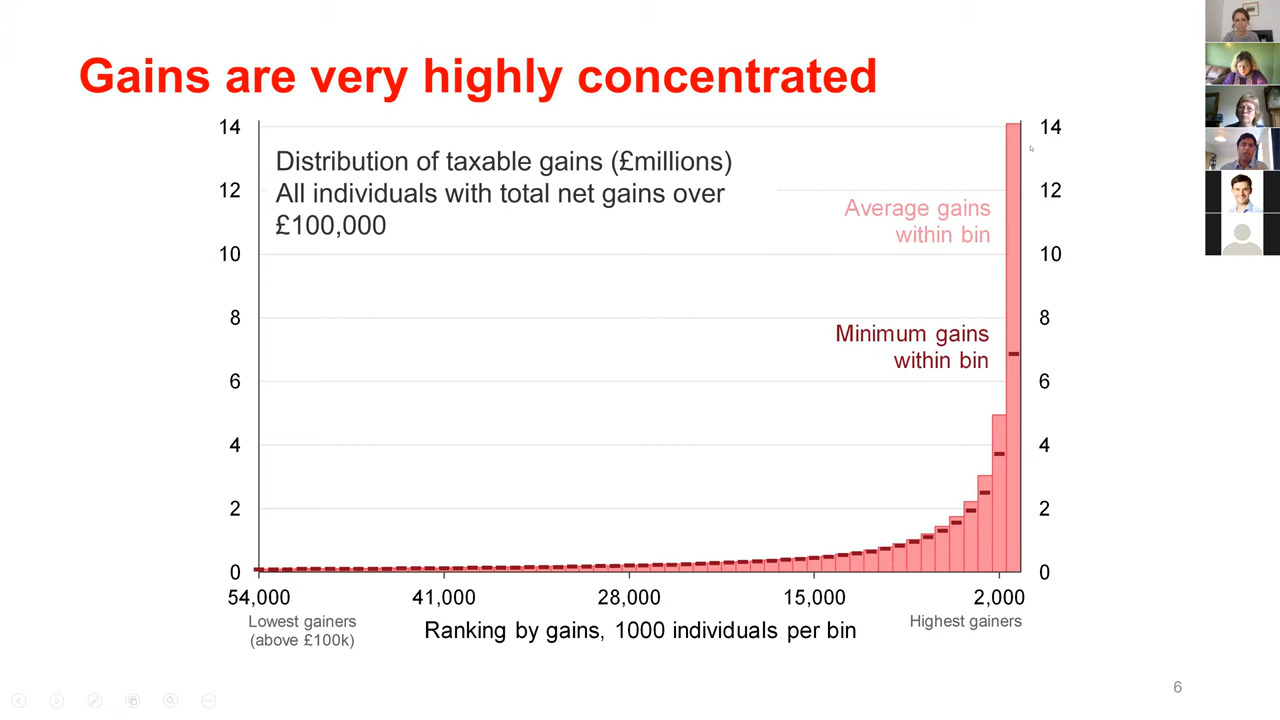 Gains are very highly concentrated
Distribution of taxable gains (£millions)
All individuals with total net gains over
£100,000
Average gains
within bin
Minimum gains
within bin
14
12
10
8
6
4
2
0
14
12
10
8
6
4
2
0
54,000
41,000
28,000
15,000
2,000
Lowest gainers
(above £100k)
Highest gainers
Ranking by gains, 1000 individuals per bin
6